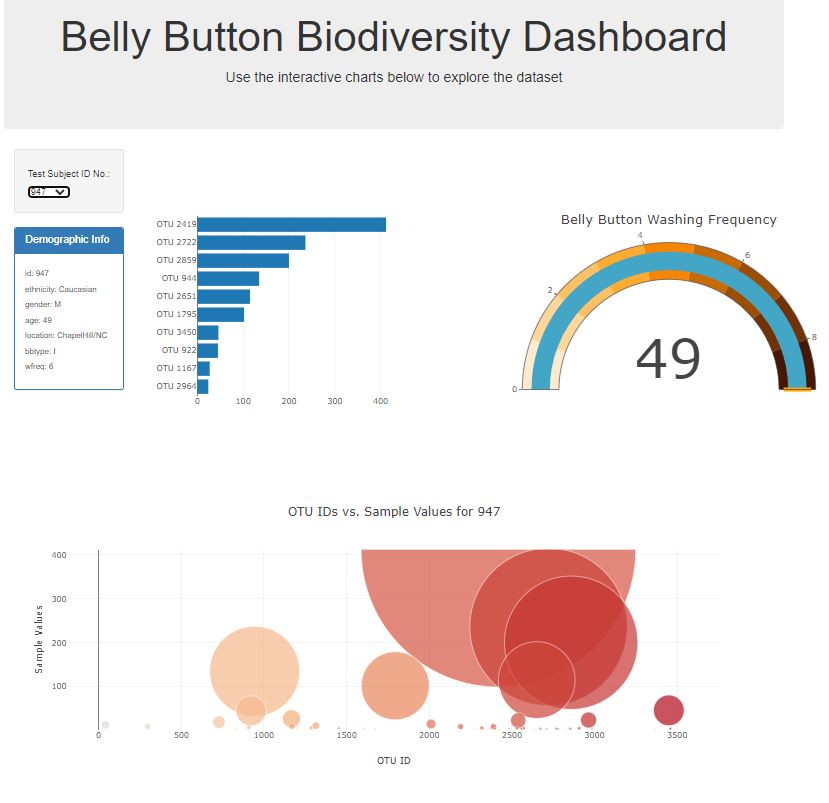 Belly Button Biodiversity Dashboard
Use the interactive charts below to explore the dataset
Test Subject ID No.:
947
Demographic Info
id: 947
ethnicity: Caucasian
gender: M
age: 49
location: ChapelHill/NC
bbtype: I
wfreq: 6
OTU 2419
OTU 2722
OTU 2859
OTU 944
OTU 2651
OTU 1795
OTU 3450
OTU 922
OTU 1167
OTU 2964
0 100 200 300 400
Belly Button Washing Frequency
0
2
4
6
8
49
OTU IDs vs. Sample Values for 947
Sample Values
400
300
200
100
0 500 1000 1500 2000 2500 3000 3500
OTU ID